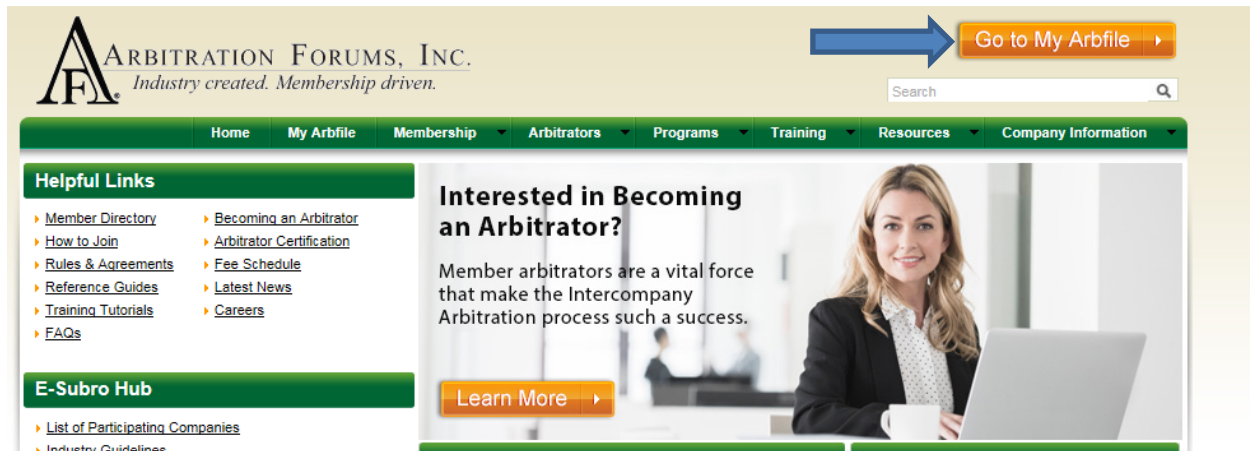 ARBITRATION FORUMS, INC.
Industry created. Membership driven.
AF
Go to My Arbfile
Search
Home My Arbfile Membership Arbitrators Programs Training Resources Company Information
Helpful Links
Member Directory
How to Join
Rules & Agreements
Reference Guides
Training Tutorials
FAQs
Becoming an Arbitrator
Arbitrator Certification
Fee Schedule
Latest News
Careers
E-Subro Hub
List of Participating Companies
Industry Guidelines
Interested in Becoming
an Arbitrator?
Member arbitrators are a vital force
that make the Intercompany
Arbitration process such a success.
Learn More